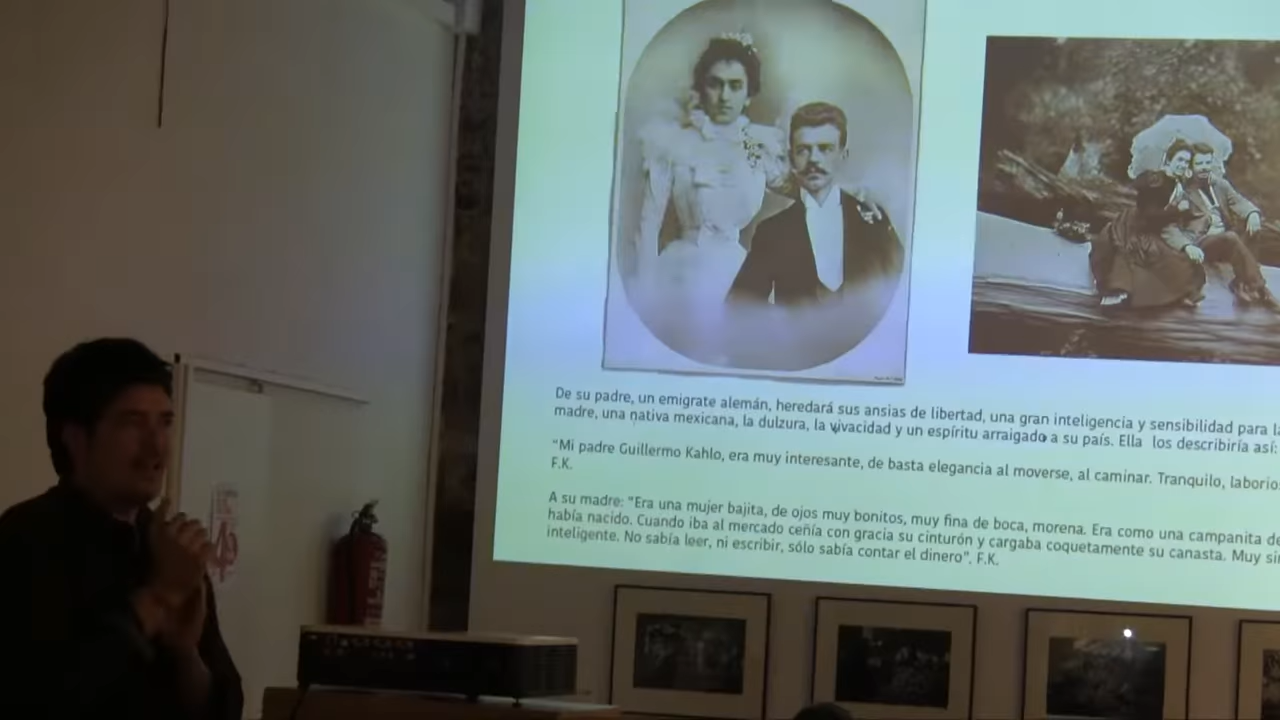 De su padre, un emigrate alemán, heredará sus ansias de libertad, una gran inteligencia y sensibilidad para
madre, una nativa mexicana, la dulzura, la vivacidad y un espíritu arraigado a su país. Ella los describiría así:
"Mi padre Guillermo Kahlo, era muy interesante, de basta elegancia al moverse, al caminar. Tranquilo,
F.K.
A su madre: "Era una mujer bajita, de ojos muy bonitos, muy fina de boca, morena. Era como una campanita de
había nacido. Cuando iba al mercado ceñía con gracia su cinturón y cargaba coquetamente su canasta. Muy
inteligente. No sabía leer, ni escribir, sólo sabía contar el dinero". F.K.